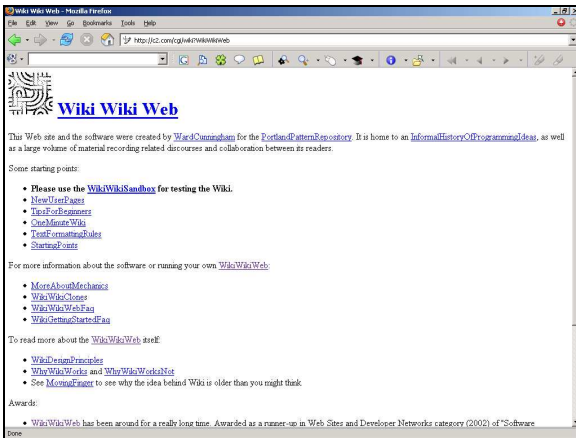 Wiki Wiki Web - Mozilla Firefox
File Edit View Go Bookmarks Tools Help
http://c2.com/cgi/wiki?WikiWikiWeb
Wiki Wiki Web
This Web site and the software were created by WardCunningham for the PortlandPatternRepository. It is home to an InformalHistoryOfProgrammingIdeas, as well
as a large volume of material recording related discourses and collaboration between its readers.
Some starting points:
Please use the WikiWikiSandbox for testing the Wiki.
NewUserPages
TipsForBeginners
OneMinuteWiki
TextFormattingRules
StartingPoints
For more information about the software or running your own WikiWikiWeb:
MoreAboutMechanics
WikiWikiClones
WikiWikiWebFaq
WikiGettingStartedFaq
To read more about the WikiWikiWeb itself:
WikiDesignPrinciples
WhyWikiWorks and WhyWikiWorksNot
See MovingFinger to see why the idea behind Wiki is older than you might think
Awards:
WikiWikiWeb has been around for a really long time. Awarded as a runner-up in Web Sites and Developer Networks category (2002) of "Software
Done